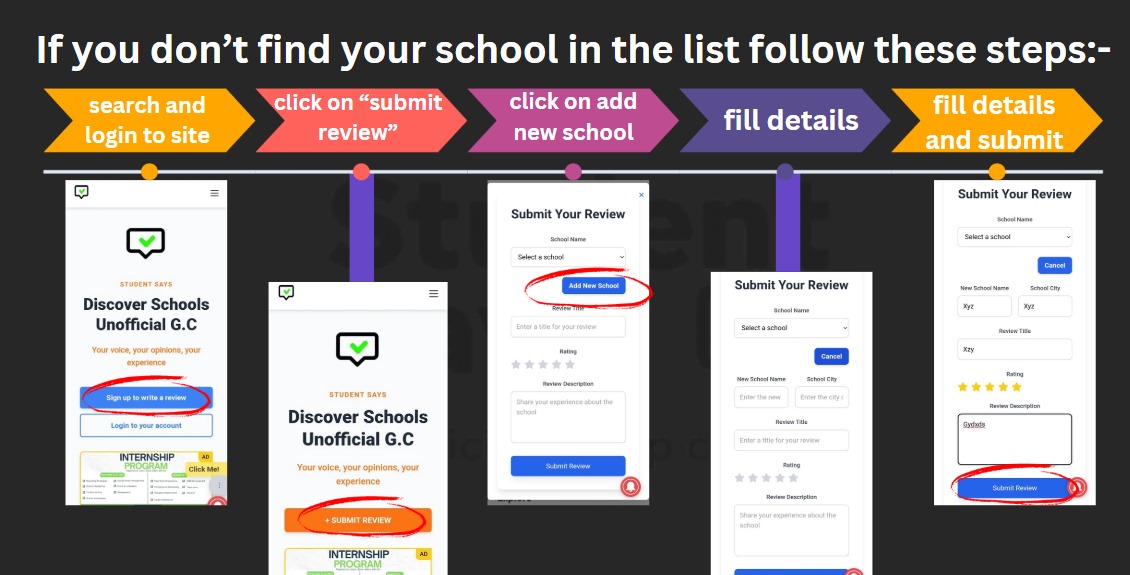 If you don't find your school in the list follow these steps:-
search and
login to site
click on “submit
review”
click on add
new school
fill details
fill details
and submit
STUDENT SAYS
Discover Schools
Unofficial G.C
Your voice, your opinions, your
experience
Sign up to write a review
Login to your account
INTERNSHIP
PROGRAM
AD
Click Me!
STUDENT SAYS
Discover Schools
Unofficial G.C
Your voice, your opinions, your
experience
+ SUBMIT REVIEW
INTERNSHIP
PROGRAM
AD
×
Submit Your Review
School Name
Select a school
Add New School
Review Title
Enter a title for your review
Rating
Review Description
Share your experience about the
school
Submit Review
Submit Your Review
School Name
Select a school
Cancel
New School Name
School City
Enter the new
Enter the city
Review Title
Enter a title for your review
Rating
Review Description
Share your experience about the
school
Submit Your Review
School Name
Select a school
Cancel
New School Name
School City
Xyz
Xyz
Review Title
Xzy
Rating
Review Description
Gydxds
Submit Review